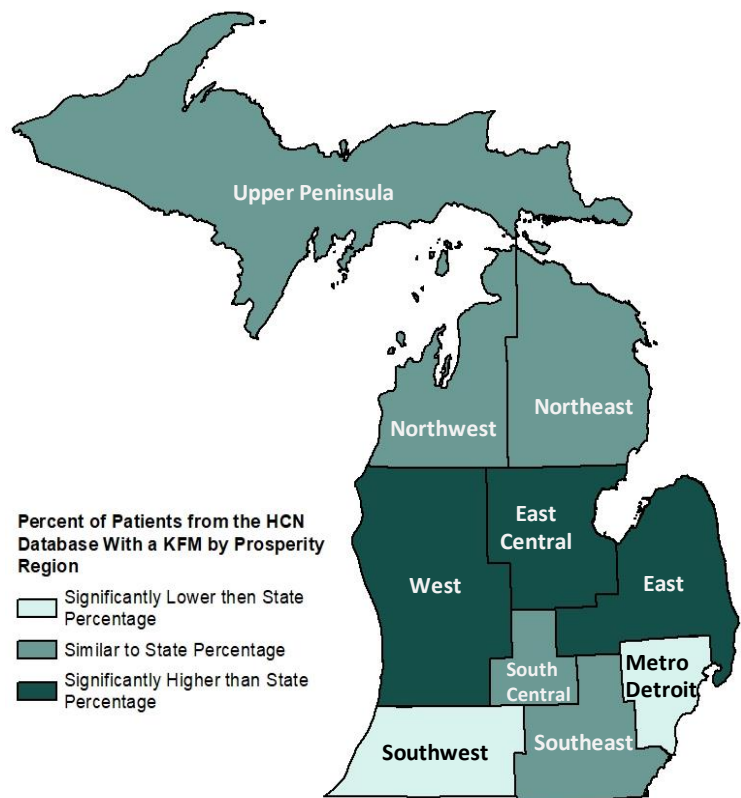 Upper Peninsula
Northwest
Northeast
Percent of Patients from the HCN
Database With a KFM by Prosperity
Region
Significantly Lower then State
Percentage
Similar to State Percentage
Significantly Higher than State
Percentage
East
Central
West
East
South
Central
Metro
Detroit
Southwest
Southeast